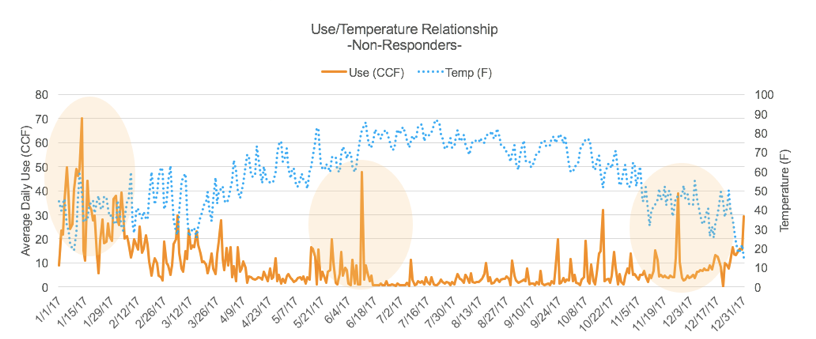 Use/Temperature Relationship
-Non-Responders-
Use (CCF) Temp (F)
80 100
90
70
80
60
70
50 60
40 50
40
30
30
20
20
10 10
0 0
Average Daily Use (CCF)
Temperature (F)
1/1/17 1/15/17 1/29/17 2/12/17 2/26/17 3/12/17 3/26/17 4/9/17 4/23/17 5/7/17 5/21/17 6/4/17 6/18/17 7/2/17 7/16/17 7/30/17 8/13/17 8/27/17 9/10/17 9/24/17 10/8/17 10/22/17 11/5/17 11/19/17 12/3/17 12/17/17 12/31/17